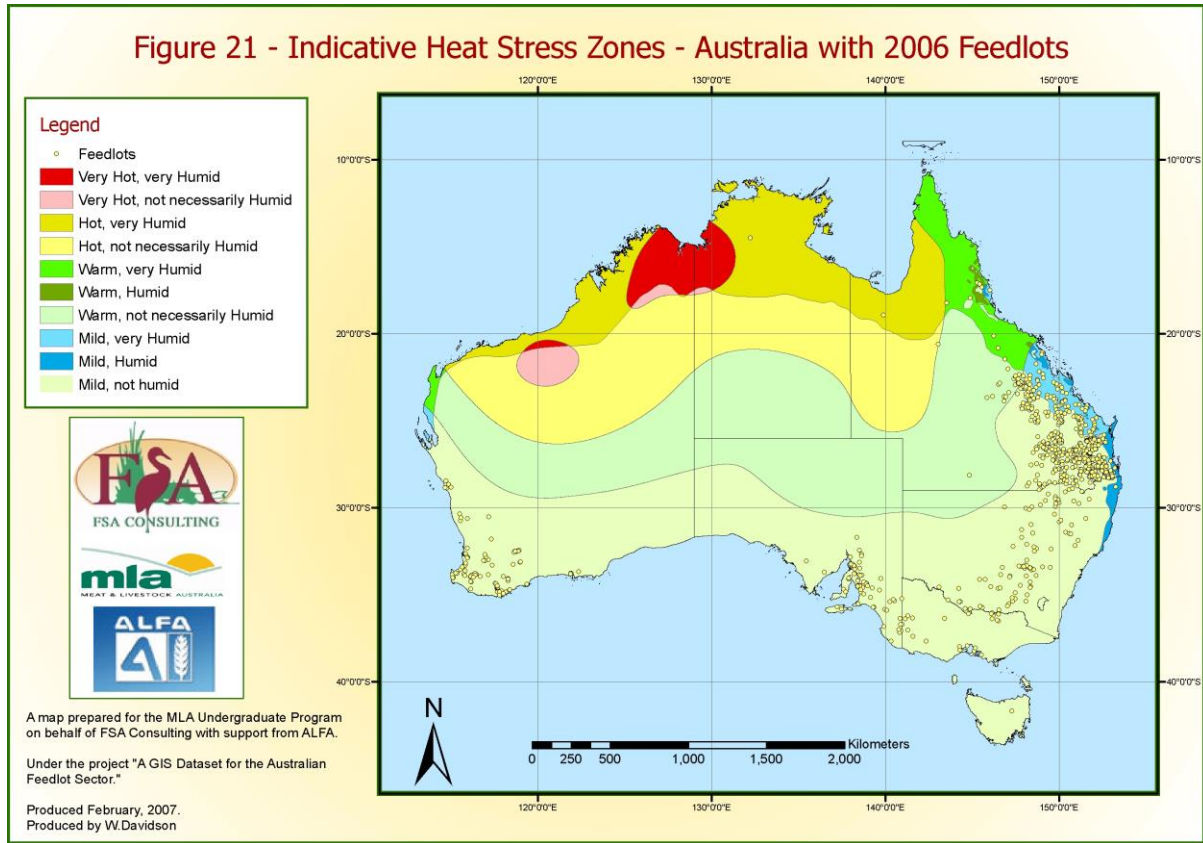 Figure 21 - Indicative Heat Stress Zones - Australia with 2006 Feedlots
Legend
Feedlots
Very Hot, very Humid
Very Hot, not necessarily Humid
Hot, very Humid
Hot, not necessarily Humid
Warm, very Humid
Warm, Humid
Warm, not necessarily Humid
Mild, very Humid
Mild, Humid
Mild, not humid
FSA
FSA CONSULTING
mla
MEAT & LIVESTOCK AUSTRALIA
ALFA
A map prepared for the MLA Undergraduate Program
on behalf of FSA Consulting with support from ALFA.
Under the project "A GIS Dataset for the Australian
Feedlot Sector."
Produced February, 2007.
Produced by W.Davidson
120°0'0"E 130°0'0"E 140°0'0"E 150°0'0"E
10°0'0"S 10°0'0"S
20°0'0"S 20°0'0"S
30°0'0"S 30°0'0"S
40°0'0"S 40°0'0"S
N
Kilometers
0 250 500 1,000 1,500 2,000
120°0'0"E 130°0'0"E 140°0'0"E 150°0'0"E